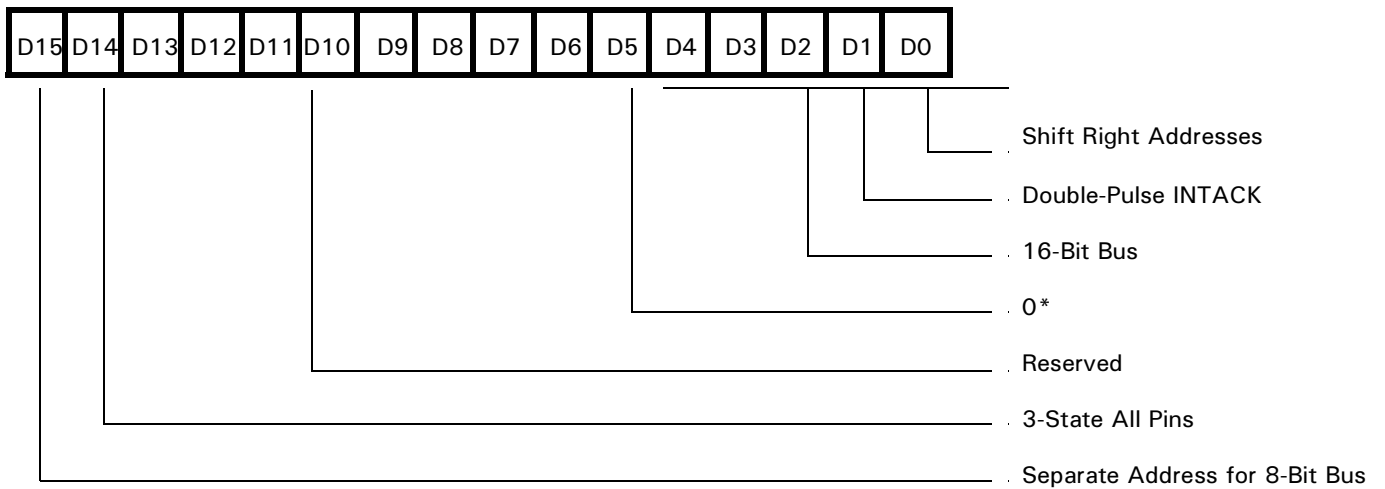 D15 D14 D13 D12 D11 D10 D9 D8 D7 D6 D5 D4 D3 D2 D1 D0
Shift Right Addresses
Double-Pulse INTACK
16-Bit Bus
0*
Reserved
3-State All Pins
Separate Address for 8-Bit Bus